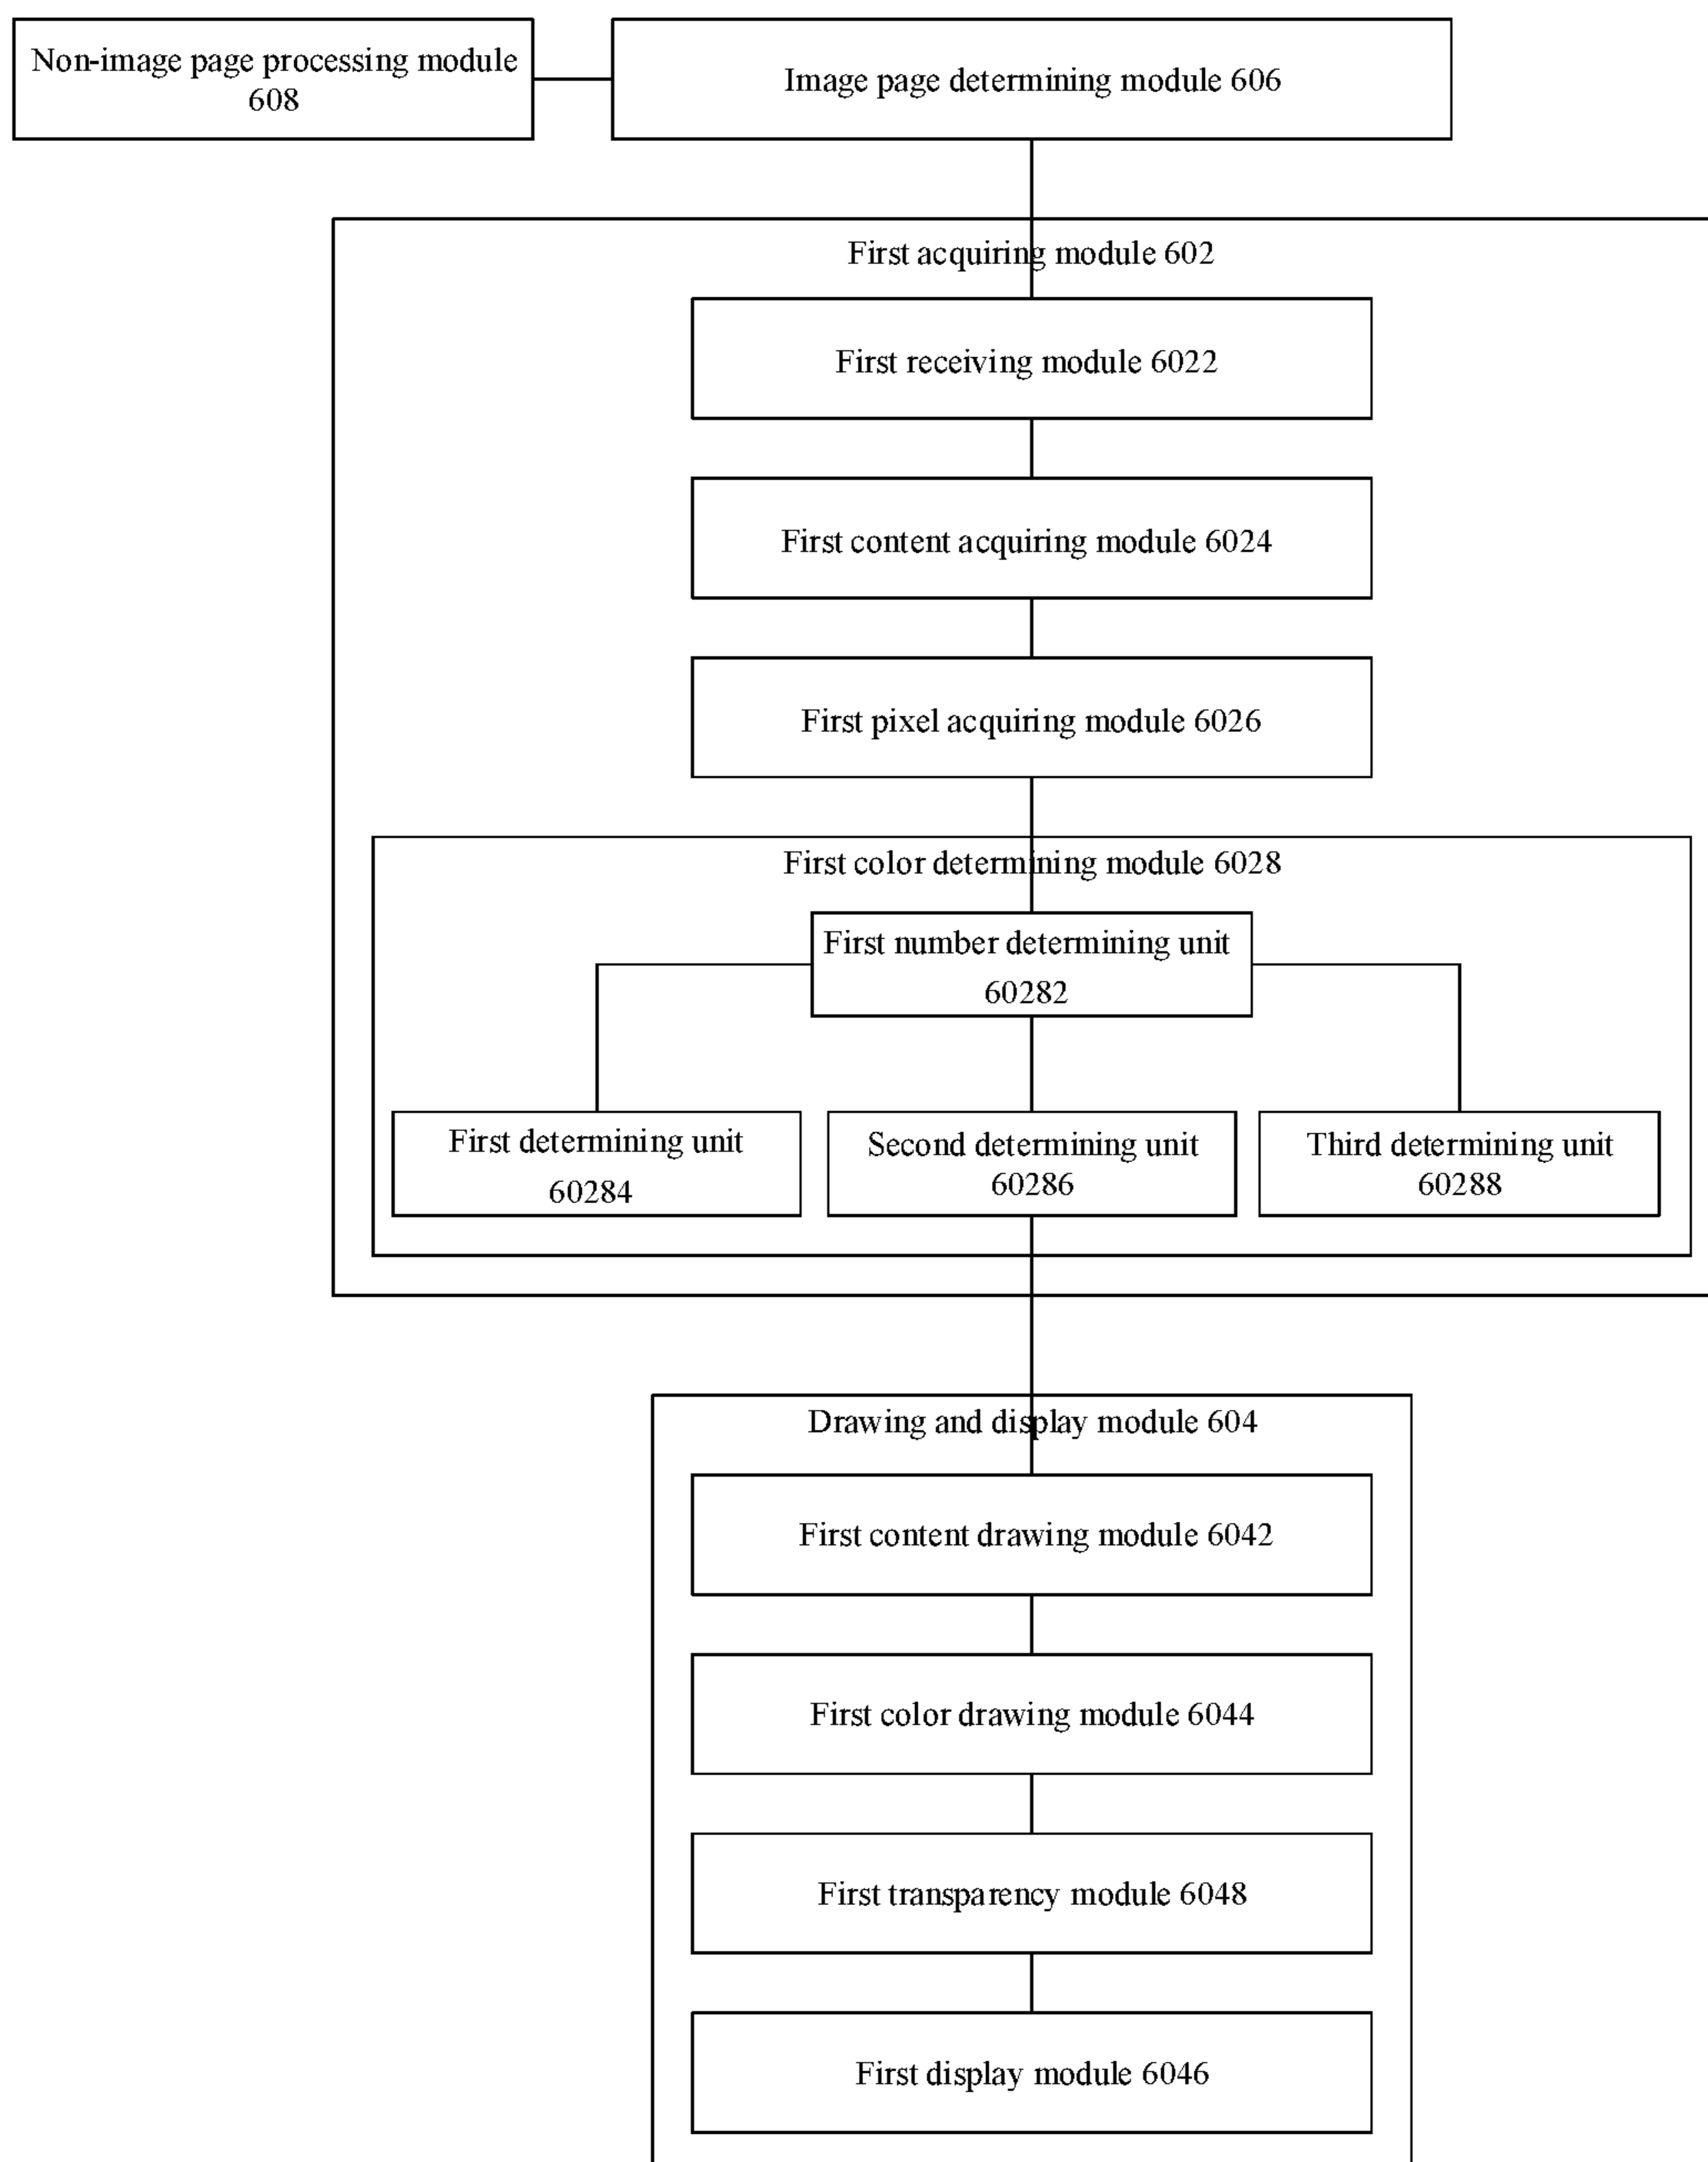 Non-image page processing module
608
Image page determining module 606
First acquiring module 602
First receiving module 6022
First content acquiring module 6024
First pixel acquiring module 6026
First color determining module 6028
First number determining unit
60282
First determining unit
60284
Second determining unit
60286
Third determining unit
60288
Drawing and display module 604
First content drawing module 6042
First color drawing module 6044
First transparency module 6048
First display module 6046